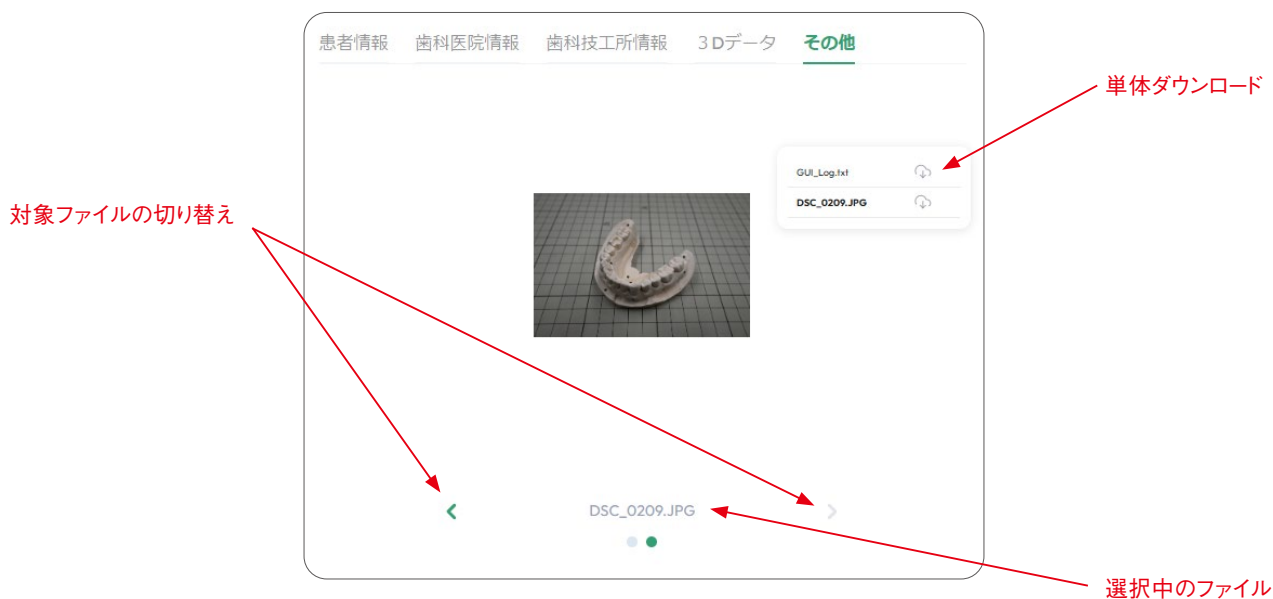 患者情報 歯科医院情報 歯科技工所情報 3Dデータ その他
単体ダウンロード
GUI_Log.txt
DSC_0209.JPG
対象ファイルの切り替え
DSC_0209.JPG
選択中のファイル